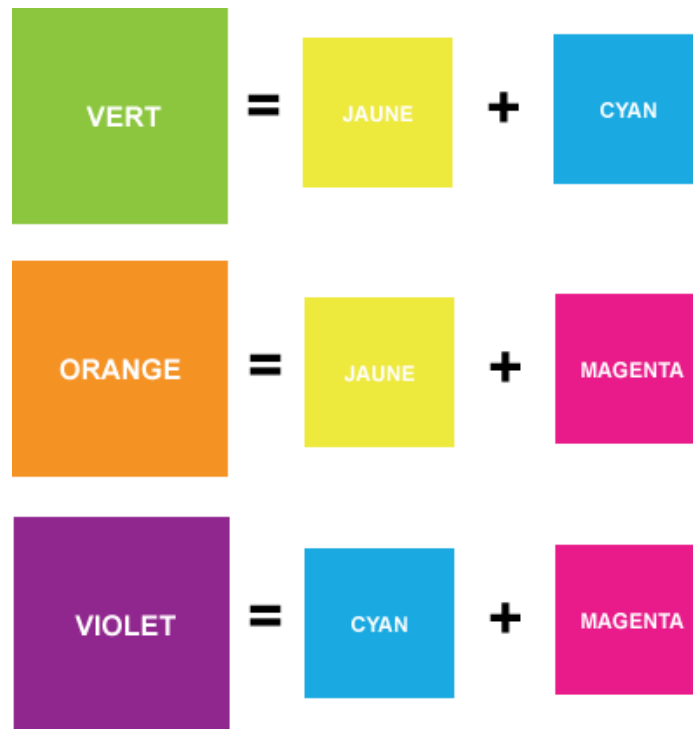 VERT = JAUNE + CYAN
ORANGE = JAUNE + MAGENTA
VIOLET = CYAN + MAGENTA